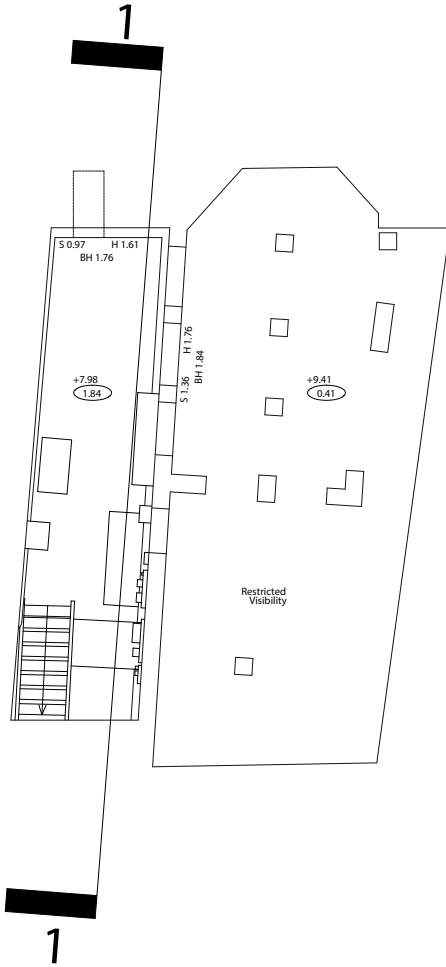 1
S 0.97 H 1.61
BH 1.76
H 1.76
S 1.36 BH 1.84
+7.98
1.84
+9.41
0.41
Restricted
Visibility
1